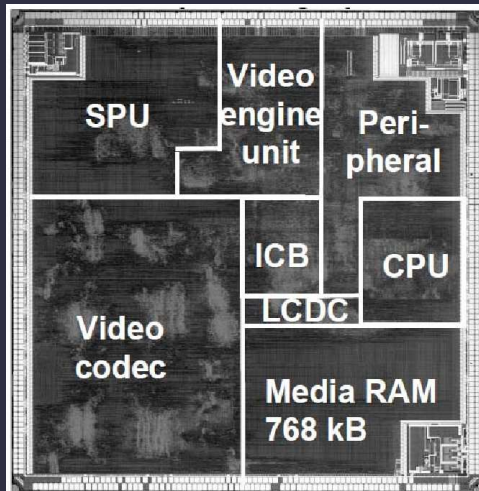 SPU
Video
engine
unit
Peri-
pheral
ICB
CPU
LCDC
Video
codec
Media RAM
768 kB